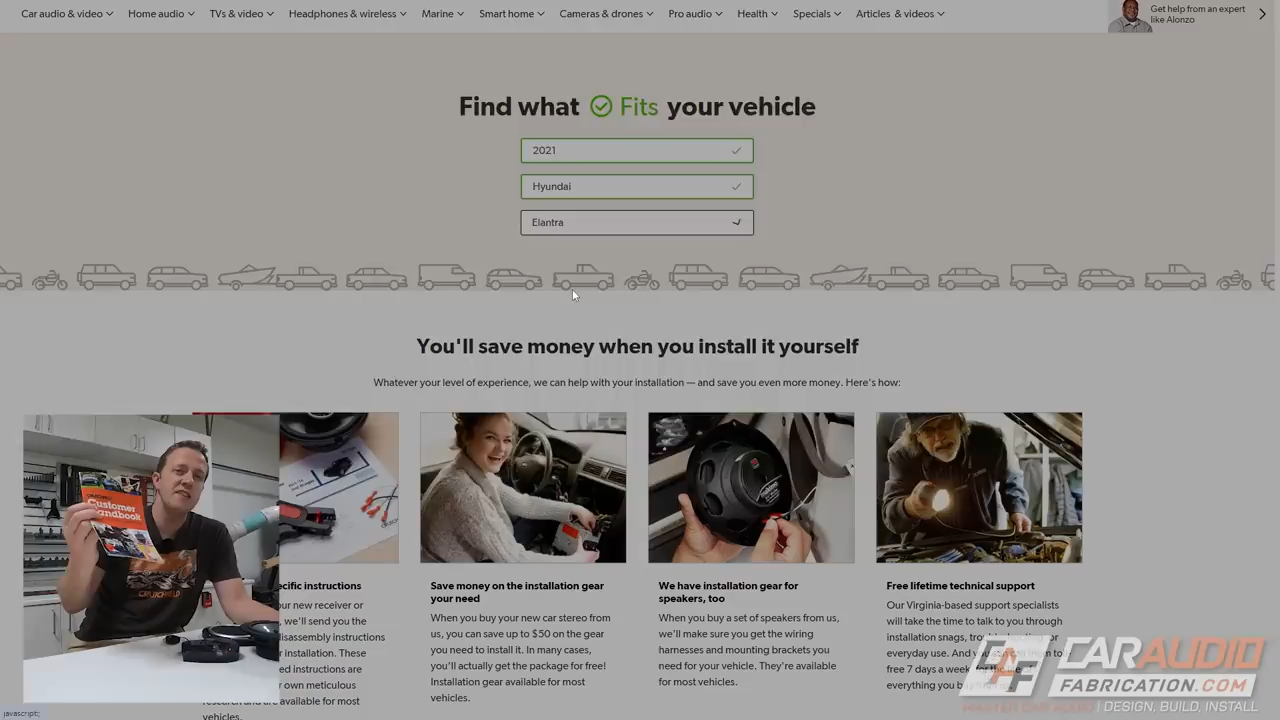 Car audio & video
Home audio
TVs & video
Headphones & wireless
Marine
Smart home
Cameras & drones
Pro audio
Health
Specials
Articles & videos
Get help from an expert
like Alonzo
Find what Fits your vehicle
2021
Hyundai
Elantra
You'll save money when you install it yourself
Whatever your level of experience, we can help with your installation — and save you even more money. Here's how:
Customer
Handbook
CRUTCHFIELD
instructions
new receiver or
we'll send you the
disassembly instructions
installation. These
instructions are
own meticulous
research and are available for most
vehicles.
Save money on the installation gear
your need
When you buy your new car stereo from
us, you can save up to $50 on the gear
you need to install it. In many cases,
you'll actually get the package for free!
Installation gear available for most
vehicles.
We have installation gear for
speakers, too
When you buy a set of speakers from us,
we'll make sure you get the wiring
harnesses and mounting brackets you
need for your vehicle. They're available
for most vehicles.
Free lifetime technical support
Our Virginia-based support specialists
will take the time to talk to you through
installation snags,
everyday use. And you
free 7 days a week
everything you
CAR AUDIO
FABRICATION.COM
MASTER CAR AUDIO | DESIGN, BUILD, INSTALL
javascript:;